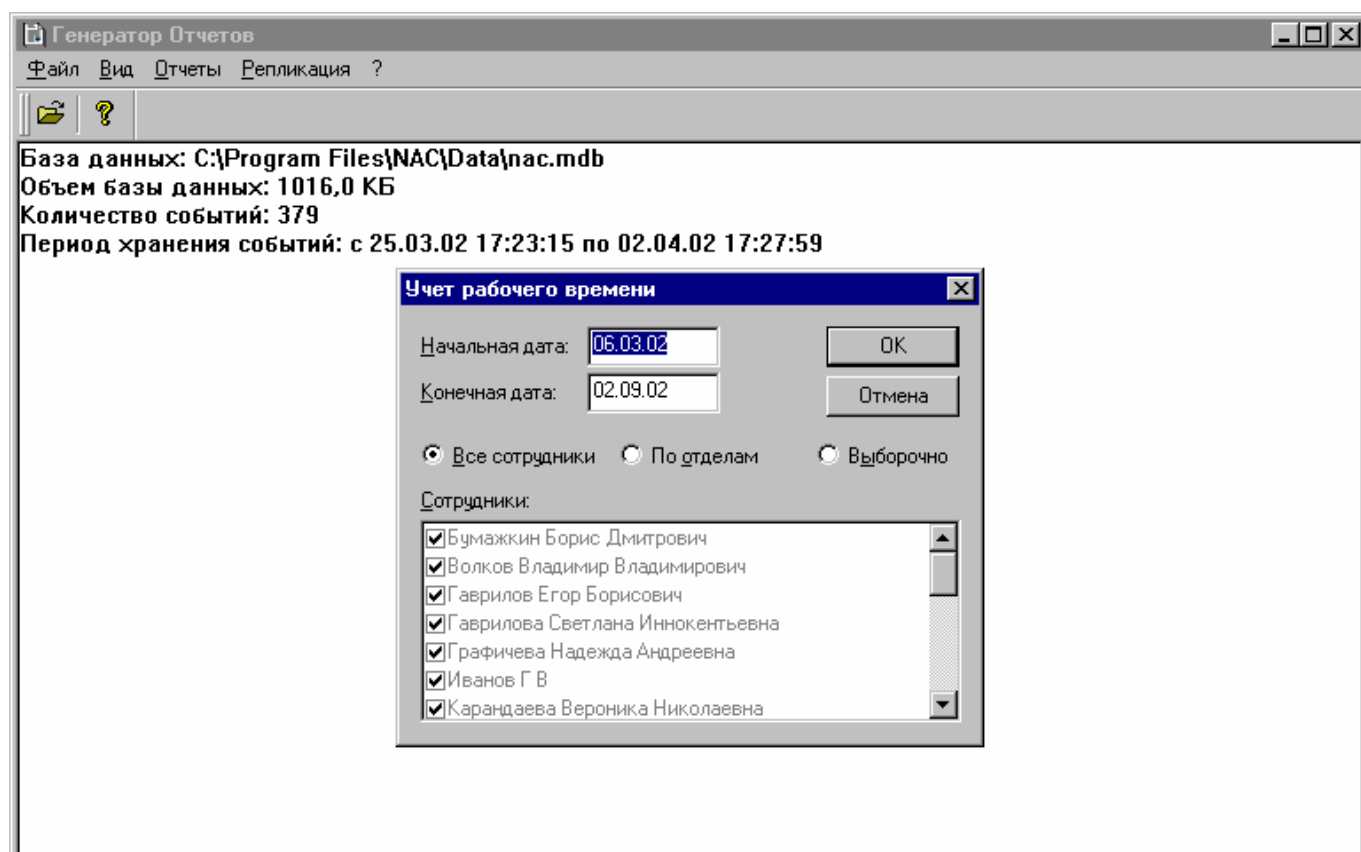 Генератор Отчетов
Файл Вид Отчеты Репликация ?
База данных: C:\Program Files\NAC\Data\nac.mdb
Объем базы данных: 1016,0 КБ
Количество событий: 379
Период хранения событий: с 25.03.02 17:23:15 по 02.04.02 17:27:59
Учет рабочего времени
Начальная дата: 06.03.02 OK
Конечная дата: 02.09.02 Отмена
Все сотрудники По отделам Выборочно
Сотрудники:
Бумажкин Борис Дмитрович
Волков Владимир Владимирович
Гаврилов Егор Борисович
Гаврилова Светлана Иннокентьевна
Графичева Надежда Андреевна
Иванов Г В
Карандаева Вероника Николаевна